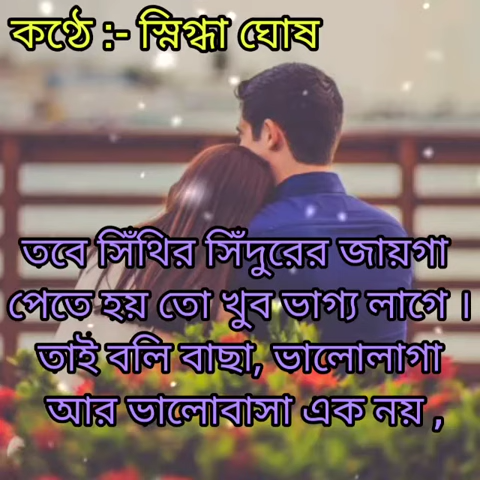 কণ্ঠে :- স্নিগ্ধা ঘোষ
তবে সিঁথির সিঁদুরের জায়গা
পেতে হয় তো খুব ভাগ্য লাগে ।
তাই বলি বাছা, ভালোলাগা
আর ভালোবাসা এক নয় ,